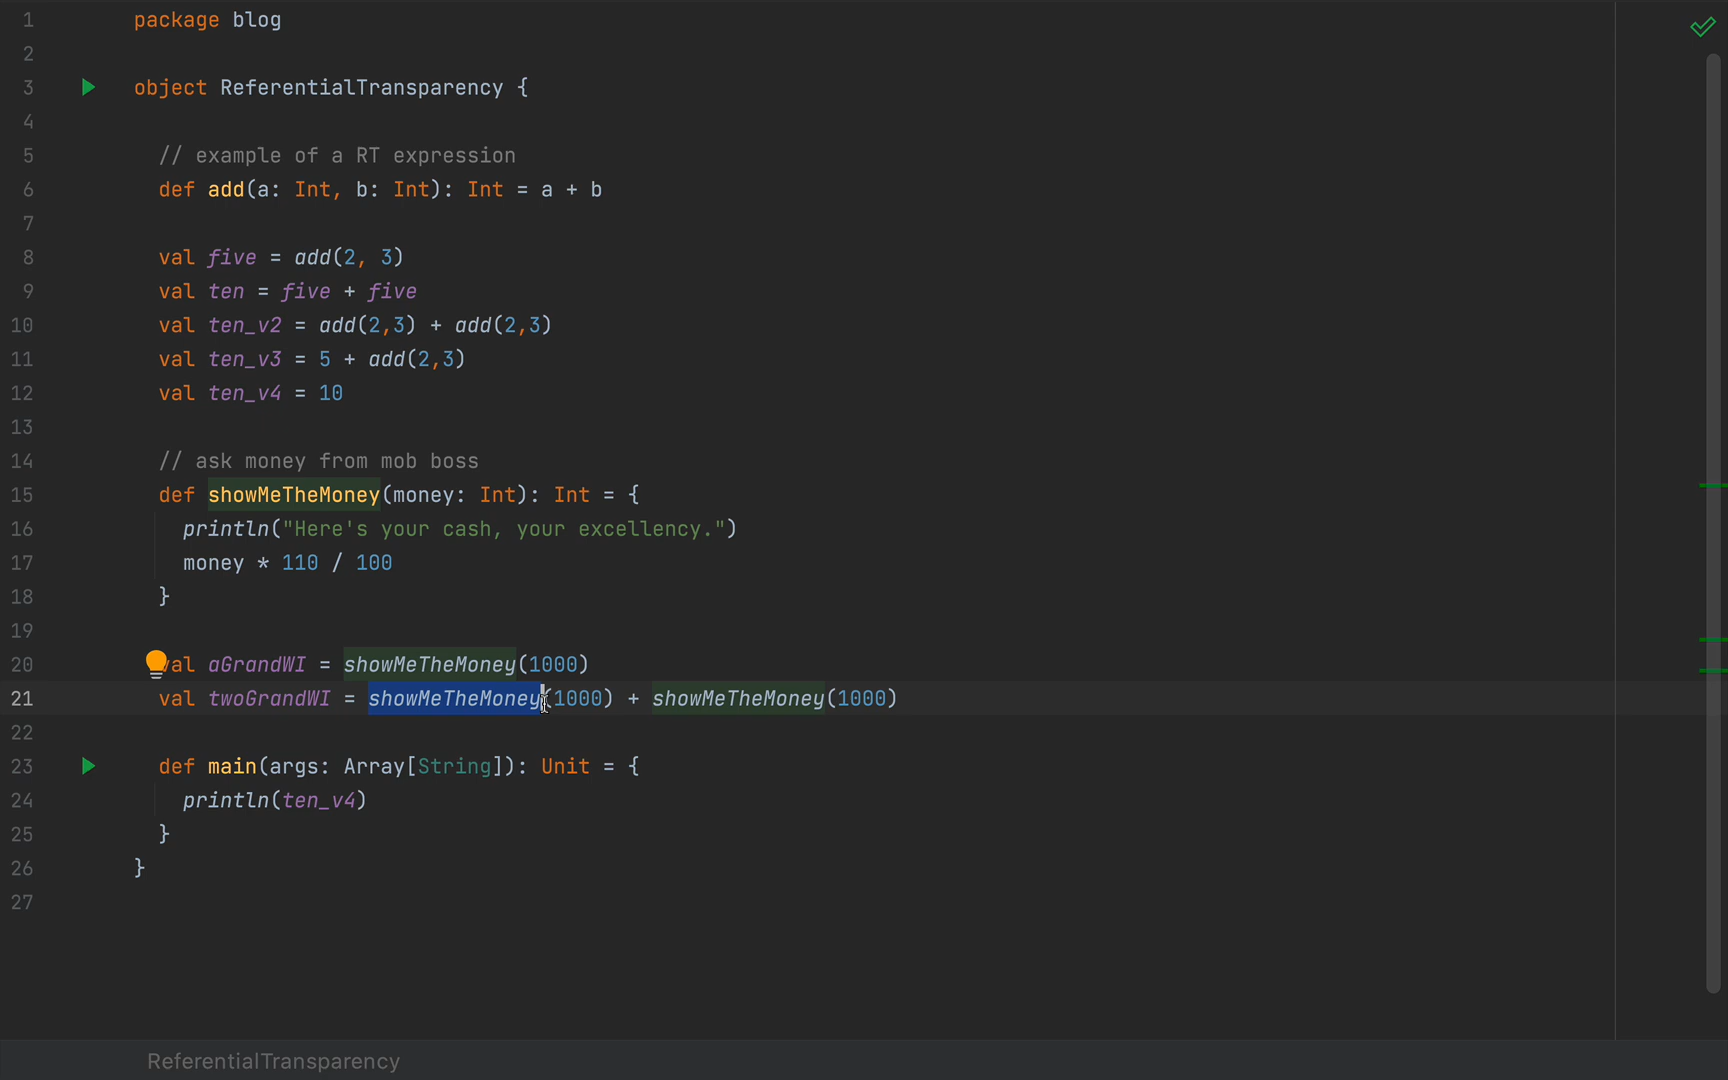 1 package blog
2
3 object ReferentialTransparency {
4
5 // example of a RT expression
6 def add(a: Int, b: Int): Int = a + b
7
8 val five = add(2, 3)
9 val ten = five + five
10 val ten_v2 = add(2,3) + add(2,3)
11 val ten_v3 = 5 + add(2,3)
12 val ten_v4 = 10
13
14 // ask money from mob boss
15 def showMeTheMoney(money: Int): Int = {
16 println("Here's your cash, your excellency.")
17 money * 110 / 100
18 }
19
20 val aGrandWI = showMeTheMoney(1000)
21 val twoGrandWI = showMeTheMoney(1000) + showMeTheMoney(1000)
22
23 def main(args: Array[String]): Unit = {
24 println(ten_v4)
25 }
26 }
27
ReferentialTransparency